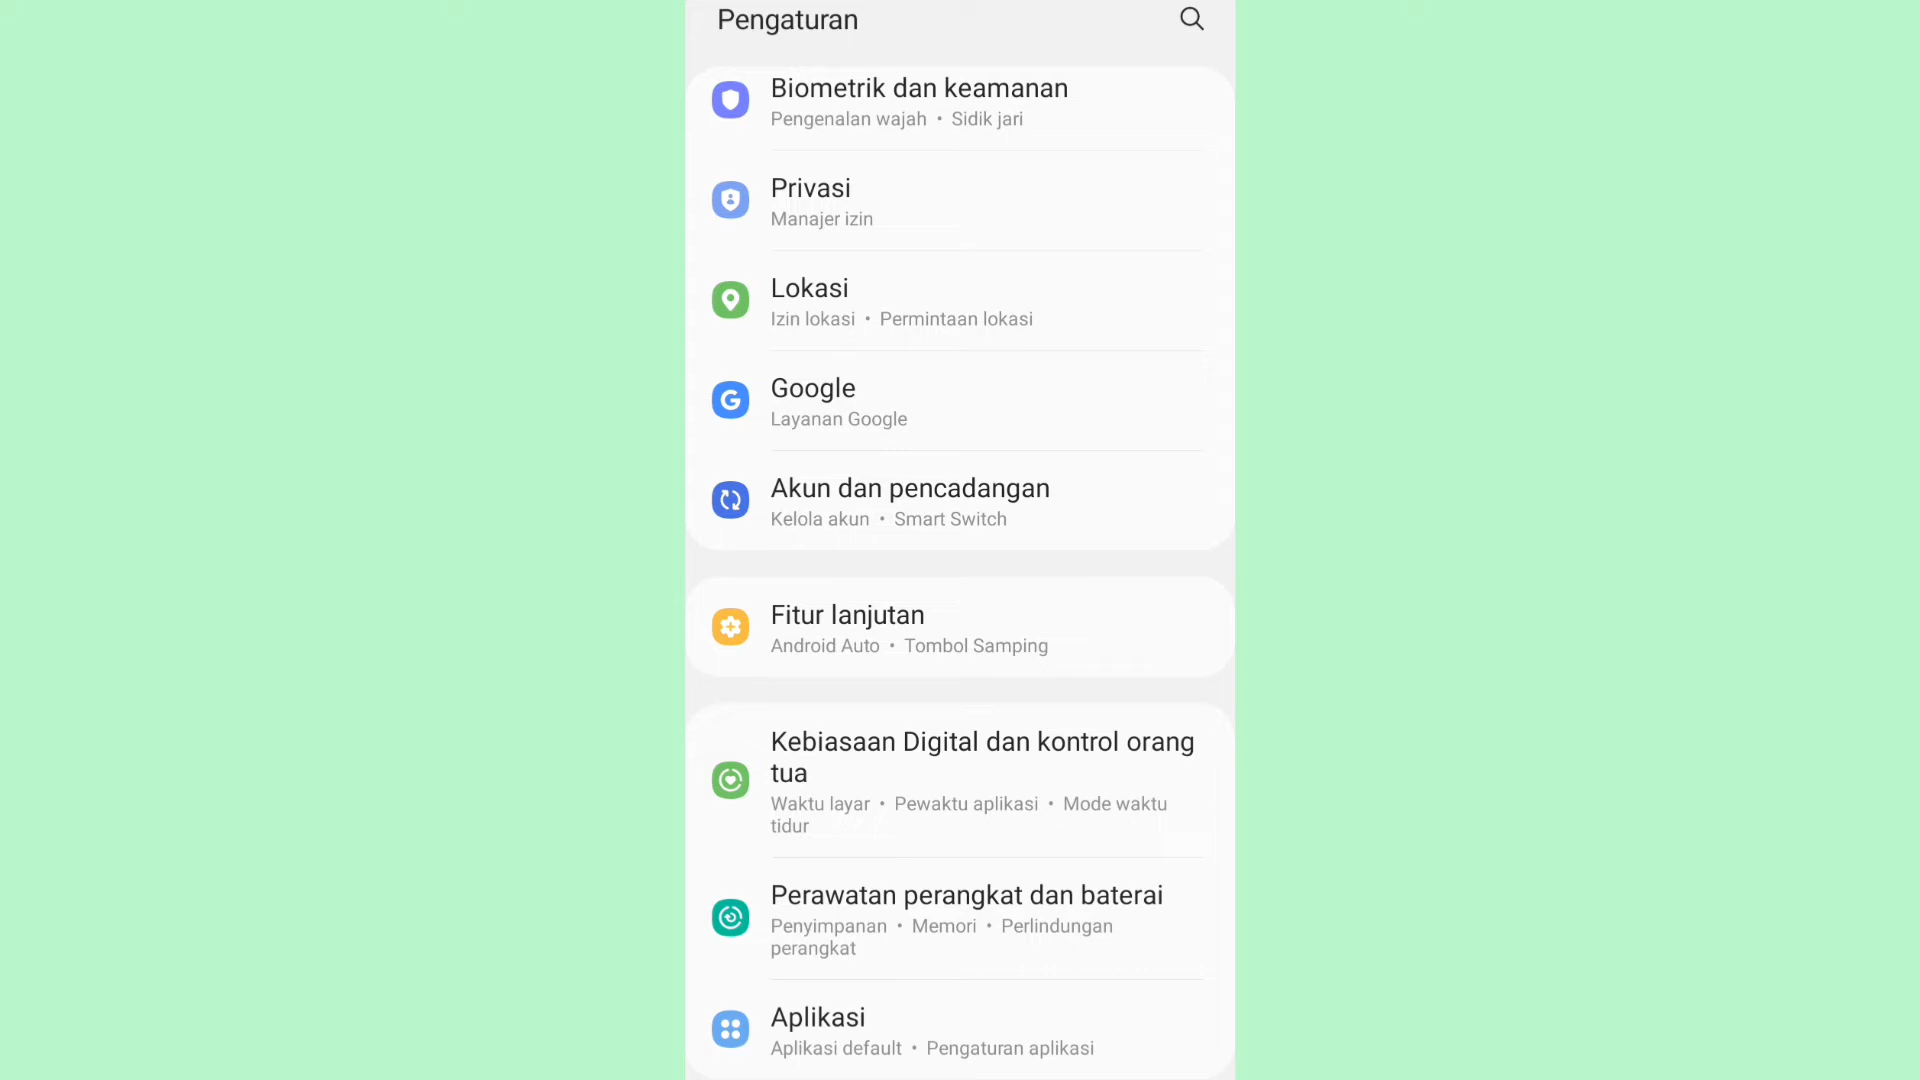 Pengaturan
Biometrik dan keamanan
Pengenalan wajah • Sidik jari
Privasi
Manajer izin
Lokasi
Izin lokasi • Permintaan lokasi
Google
Layanan Google
Akun dan pencadangan
Kelola akun • Smart Switch
Fitur lanjutan
Android Auto • Tombol Samping
Kebiasaan Digital dan kontrol orang
tua
Waktu layar • Pewaktu aplikasi • Mode waktu
tidur
Perawatan perangkat dan baterai
Penyimpanan • Memori • Perlindungan
perangkat
Aplikasi
Aplikasi default • Pengaturan aplikasi